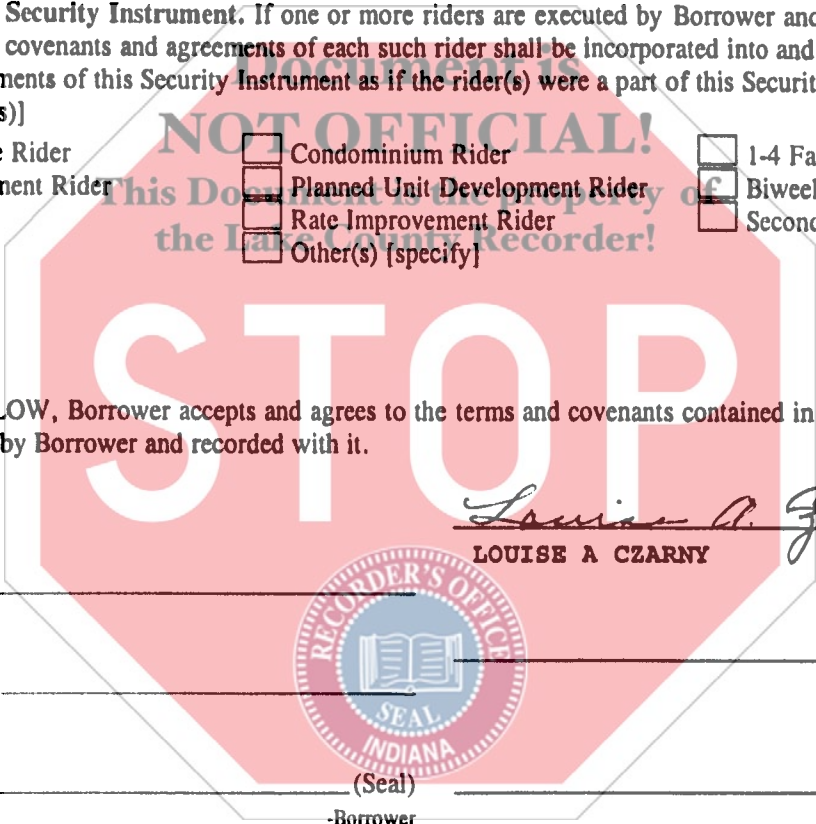 Security Instrument. If one or more riders are executed by Borrower and
covenants and agreements of each such rider shall be incorporated into and
Document is
ments of this Security Instrument as if the rider(s) were a part of this Securit
s)]
NOT OFFICIAL!
e Rider Condominium Rider 1-4 Fa
ment Rider Planned Unit Development Rider Biweel
This Document is the property of
Rate Improvement Rider Second
the Lake County Recorder!
Other(s) [specify]
STOP
LOW, Borrower accepts and agrees to the terms and covenants contained in
by Borrower and recorded with it.
Louise A.
LOUISE A CZARNY
RECORDER'S OFFICE
SEAL
INDIANA
(Seal)
-Borrower